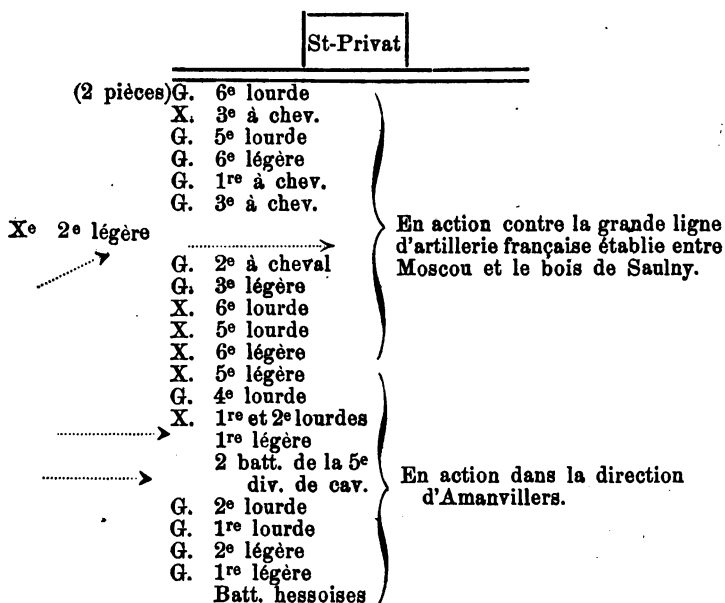 St-Privat
(2 pièces) G. 6e lourde
X. 3e à chev.
G. 5e lourde
G. 6e légère
G. 1re à chev.
G. 3e à chev.
Xe 2e légère
G. 2e à cheval
G. 3e légère
X. 6e lourde
X. 5e lourde
X. 6e légère
X. 5e légère
G. 4e lourde
X. 1re et 2e lourdes
1re légère
2 batt. de la 5e
div. de cav.
G. 2e lourde
G. 1re lourde
G. 2e légère
G. 1re légère
Batt. hessoises
En action contre la grande ligne
d'artillerie française établie entre
Moscou et le bois de Saulny.
En action dans la direction
d'Amanvillers.